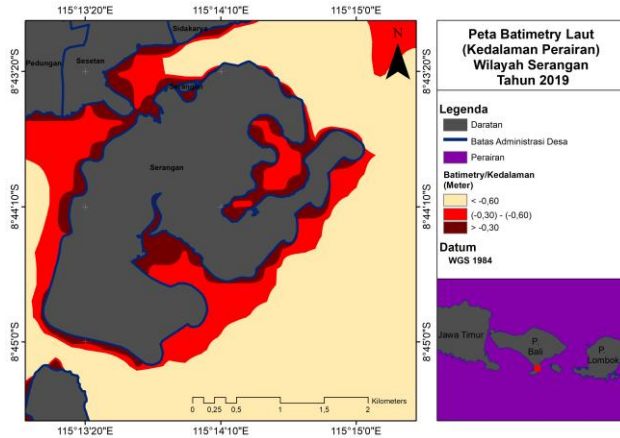 115°13'20"E
115°14'10"E
115°15'0"E
Sidakarya
Pedungan
Sesetan
Serangan
N
8°43'20"S
8°43'20"S
Serangan
8°44'10"S
8°44'10"S
8°45'0"S
8°45'0"S
Kilometers
0 0,25 0,5 1 1,5 2
115°13'20"E
115°14'10"E
115°15'0"E
Peta Batimetry Laut
(Kedalaman Perairan)
Wilayah Serangan
Tahun 2019
Legenda
Daratan
Batas Administrasi Desa
Perairan
Batimetry/Kedalaman
(Meter)
< -0,60
(-0,30) - (-0,60)
> -0,30
Datum
WGS 1984
Jawa Timur
P.
Bali
P.
Lombok